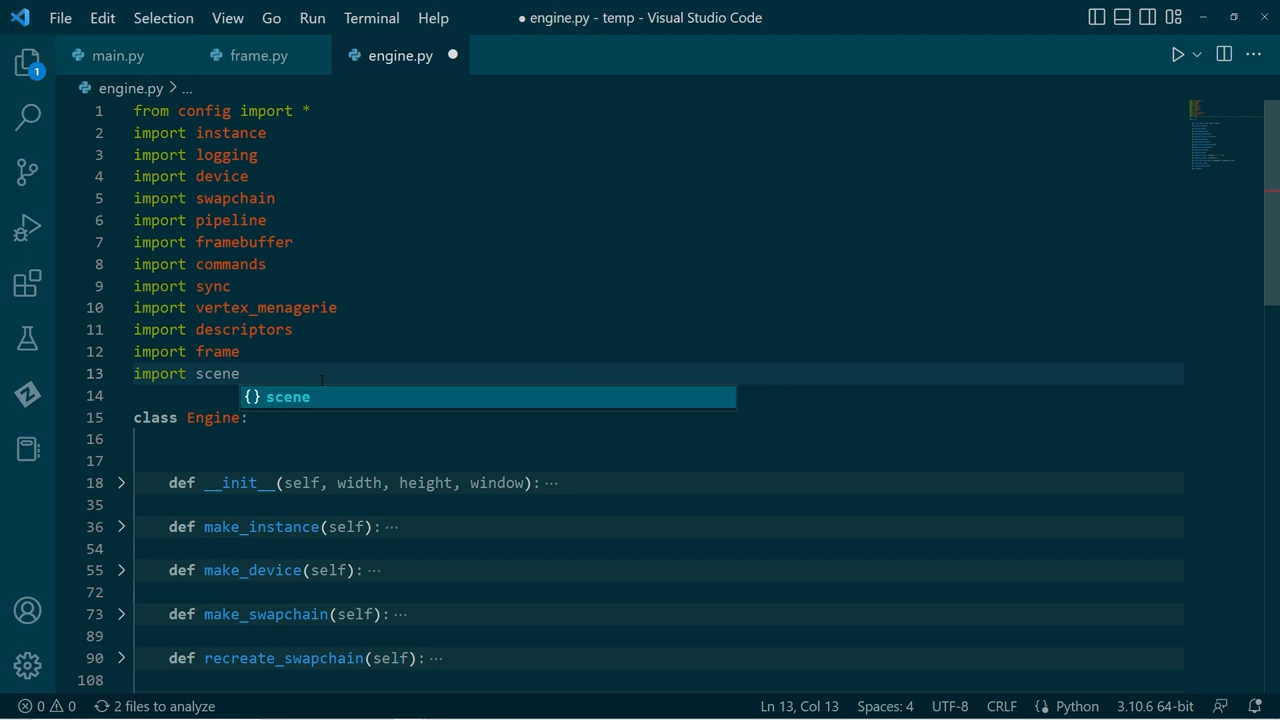 File Edit Selection View Go Run Terminal Help
● engine.py - temp - Visual Studio Code
main.py
frame.py
engine.py
1
engine.py > ...
1 from config import *
2 import instance
3 import logging
4 import device
5 import swapchain
6 import pipeline
7 import framebuffer
8 import commands
9 import sync
10 import vertex_menagerie
11 import descriptors
12 import frame
13 import scene
{} scene
14
15 class Engine:
16
17
18 def __init__(self, width, height, window): ...
35
36 def make_instance(self): ...
54
55 def make_device(self): ...
72
73 def make_swapchain(self): ...
89
90 def recreate_swapchain(self): ...
108
0 0 2 files to analyze Ln 13, Col 13 Spaces: 4 UTF-8 CRLF Python 3.10.6 64-bit